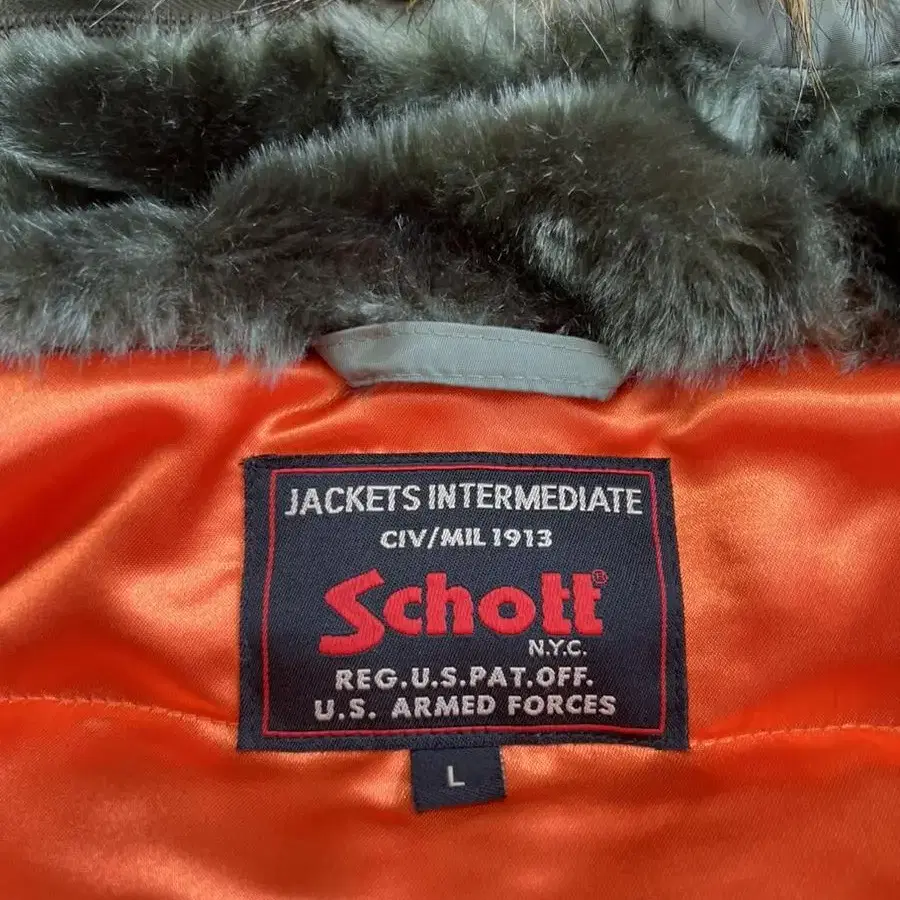 JACKETS INTERMEDIATE
CIV/MIL 1913
Schott®
N.Y.C.
REG.U.S.PAT.OFF.
U.S. ARMED FORCES
L